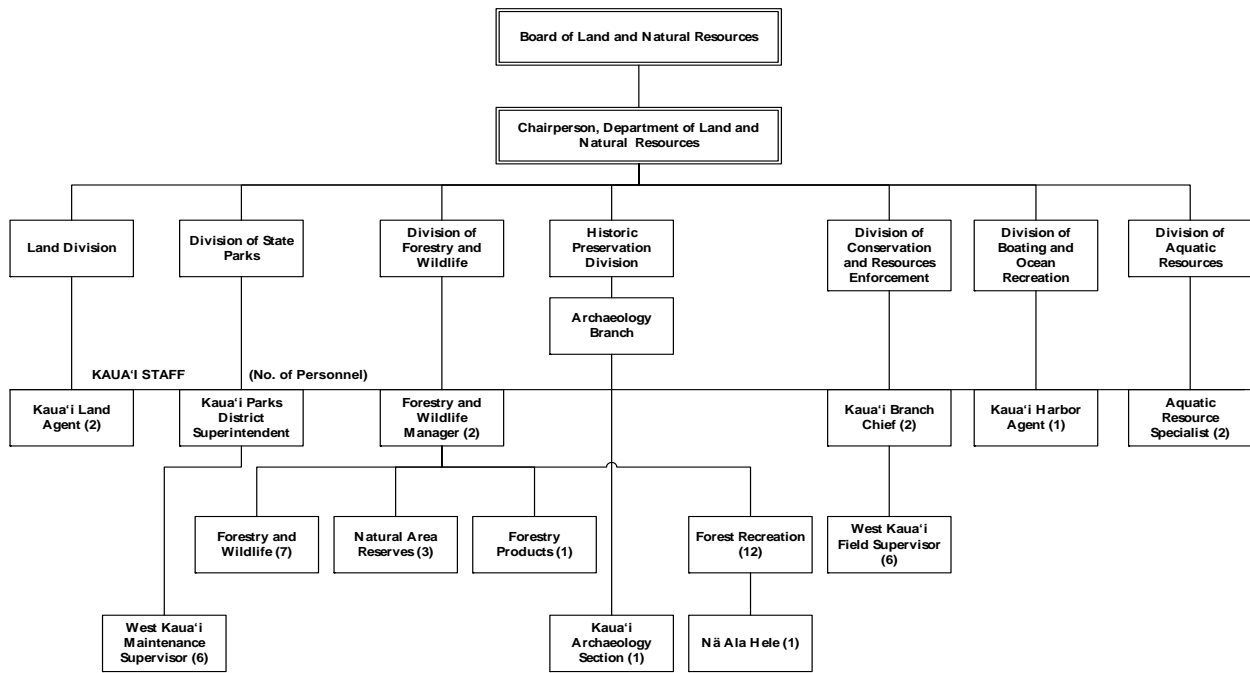 Board of Land and Natural Resources
Chairperson, Department of Land and
Natural Resources
Land Division
Division of State
Parks
Division of
Forestry and
Wildlife
Historic
Preservation
Division
Division of
Conservation
and Resources
Enforcement
Division of
Boating and
Ocean
Recreation
Division of
Aquatic
Resources
Archaeology
Branch
KAUA‘I STAFF (No. of Personnel)
Kaua‘i Land
Agent (2)
Kaua‘i Parks
District
Superintendent
Forestry and
Wildlife
Manager (2)
Kaua‘i Branch
Chief (2)
Kaua‘i Harbor
Agent (1)
Aquatic
Resource
Specialist (2)
Forestry and
Wildlife (7)
Natural Area
Reserves (3)
Forestry
Products (1)
Forest Recreation
(12)
West Kaua‘i
Field Supervisor
(6)
West Kaua‘i
Maintenance
Supervisor (6)
Kaua‘i
Archaeology
Section (1)
Nä Ala Hele (1)